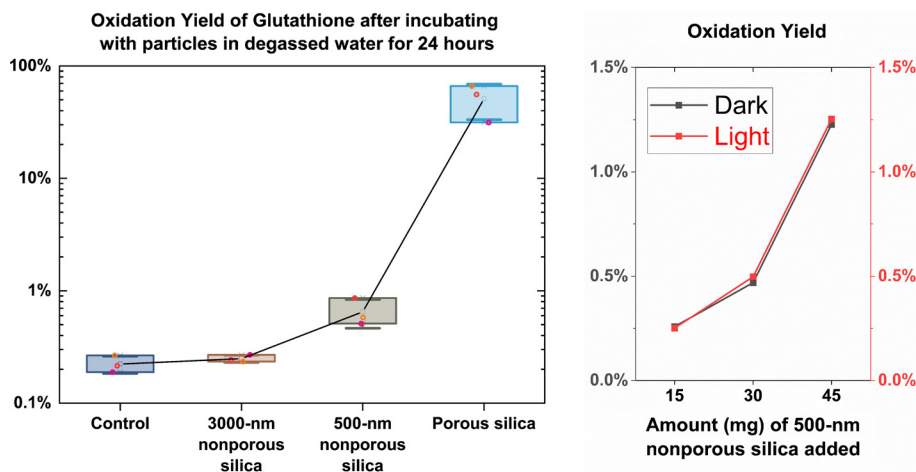 Oxidation Yield of Glutathione after incubating
with particles in degassed water for 24 hours
100%
10%
1%
0.1%
Control
3000-nm
nonporous
silica
500-nm
nonporous
silica
Porous silica
Oxidation Yield
1.5%
1.0%
0.5%
0.0%
Dark
Light
1.5%
1.0%
0.5%
0.0%
15
30
45
Amount (mg) of 500-nm
nonporous silica added